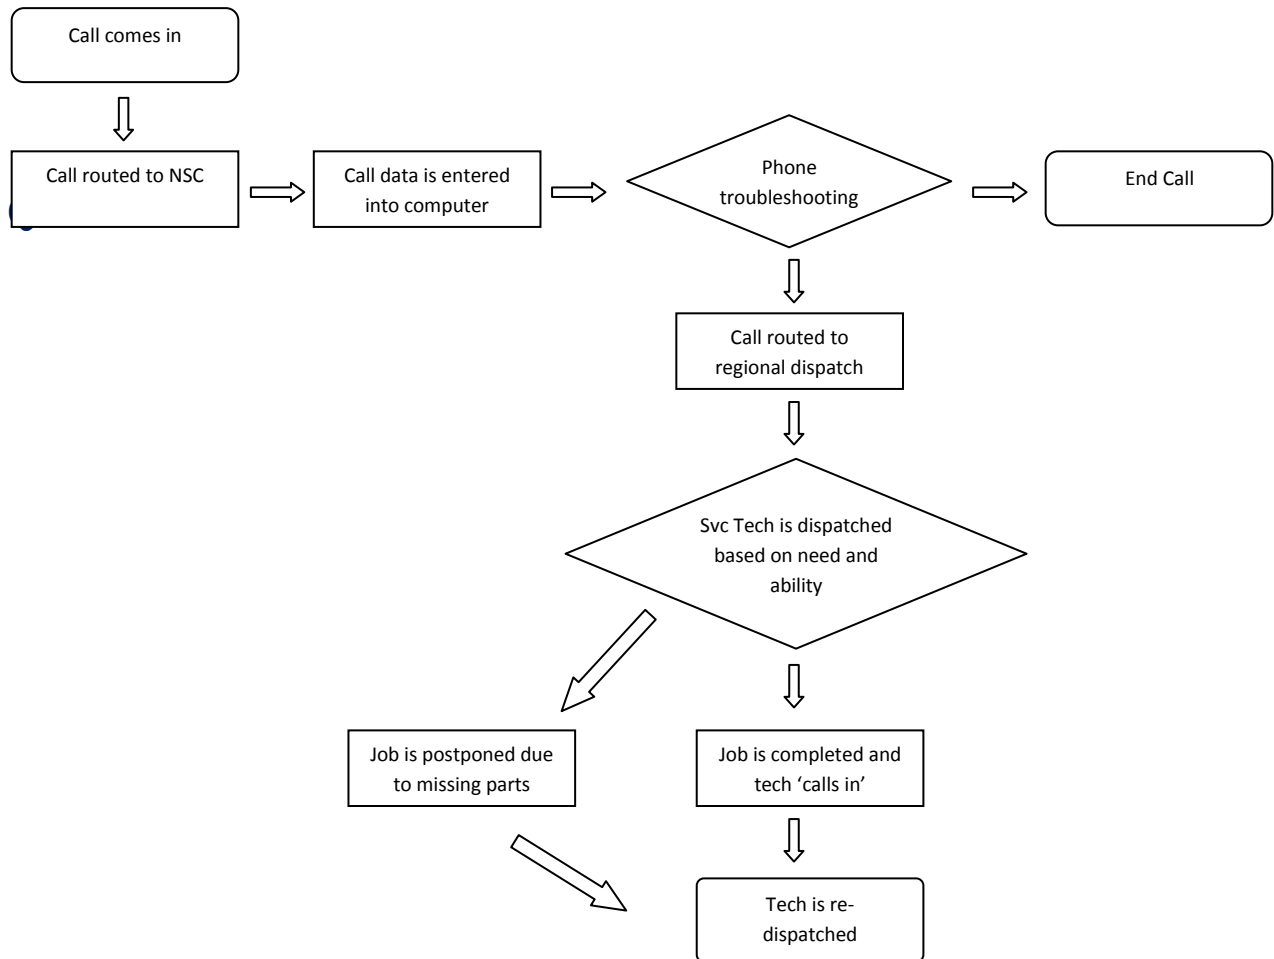 Call comes in
Call routed to NSC
Call data is entered
into computer
Phone
troubleshooting
End Call
Call routed to
regional dispatch
Svc Tech is dispatched
based on need and
ability
Job is postponed due
to missing parts
Job is completed and
tech ‘calls in’
Tech is re-
dispatched